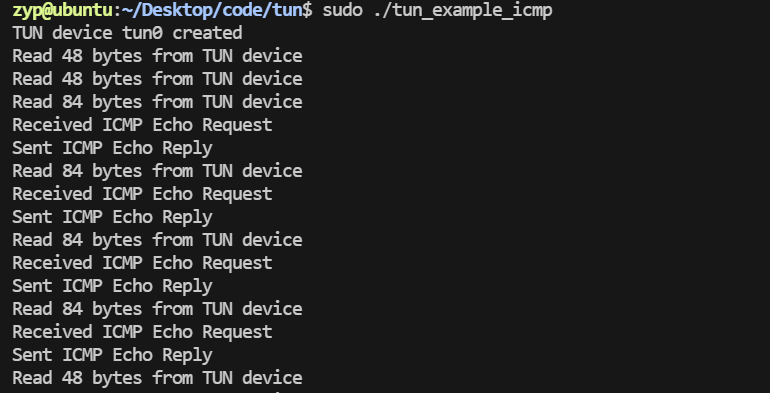 zyp@ubuntu:~/Desktop/code/tun$ sudo ./tun_example_icmp
TUN device tun0 created
Read 48 bytes from TUN device
Read 48 bytes from TUN device
Read 84 bytes from TUN device
Received ICMP Echo Request
Sent ICMP Echo Reply
Read 84 bytes from TUN device
Received ICMP Echo Request
Sent ICMP Echo Reply
Read 84 bytes from TUN device
Received ICMP Echo Request
Sent ICMP Echo Reply
Read 84 bytes from TUN device
Received ICMP Echo Request
Sent ICMP Echo Reply
Read 48 bytes from TUN device